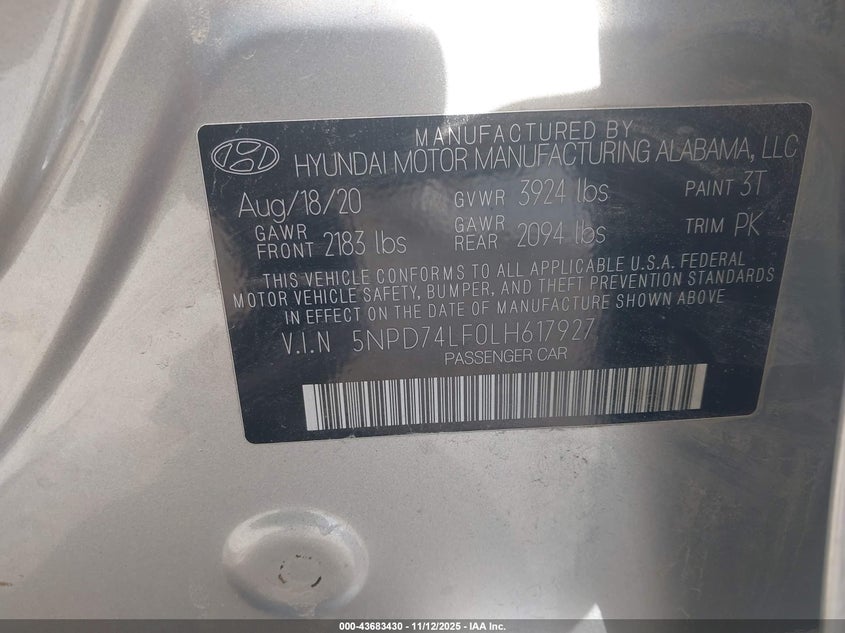 MANUFACTURED BY
HYUNDAI MOTOR MANUFACTURING ALABAMA, LLC
Aug/18/20 GVWR 3924 lbs PAINT 3T
GAWR FRONT 2183 lbs GAWR REAR 2094 lbs TRIM PK
THIS VEHICLE CONFORMS TO ALL APPLICABLE U.S.A. FEDERAL
MOTOR VEHICLE SAFETY, BUMPER, AND THEFT PREVENTION STANDARDS
IN EFFECT ON THE DATE OF MANUFACTURE SHOWN ABOVE
V.I.N 5NPD74LF0LH617927
PASSENGER CAR
000-43683430 - 11/12/2025 - IAA Inc.